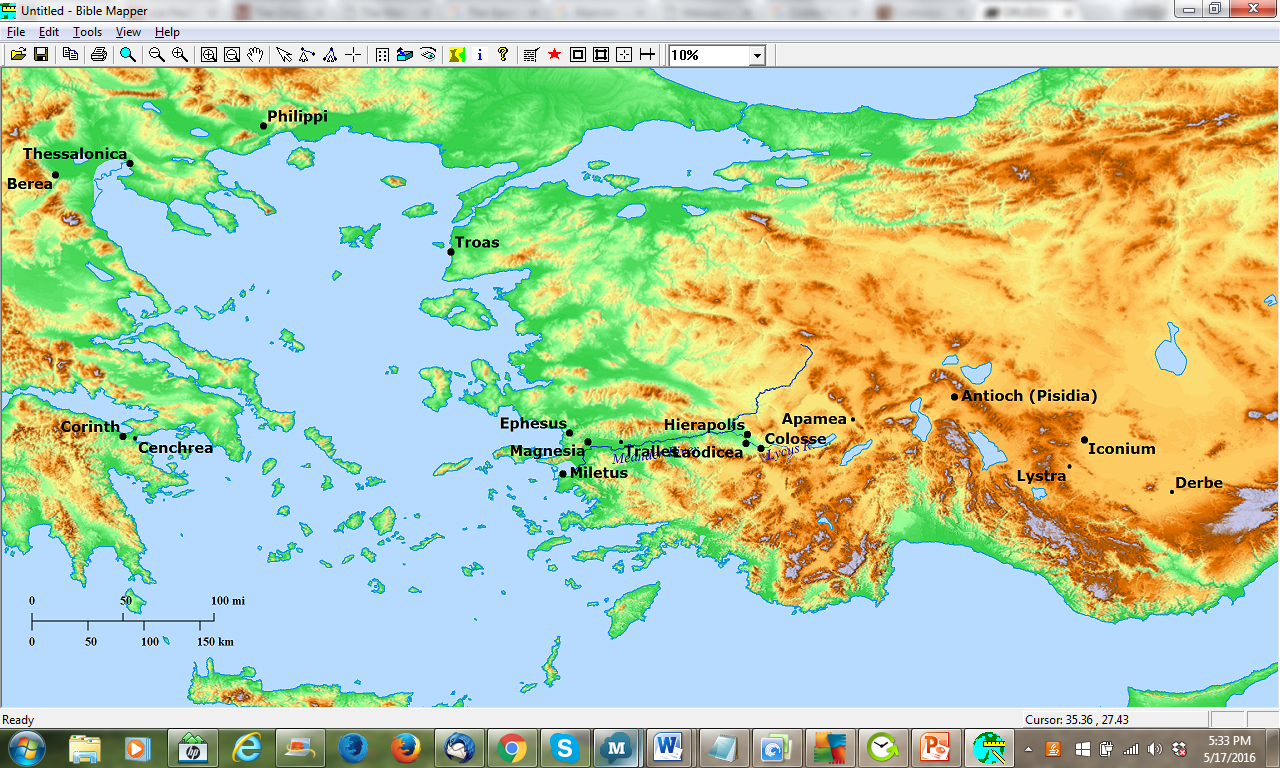 Untitled - Bible Mapper
File Edit Tools View Help
10%
Philippi
Thessalonica
Berea
Troas
Antioch (Pisidia)
Apamea
Ephesus
Hierapolis
Corinth
Colosse
Cenchrea
Magnesia
Tralles
Laodicea
Lycus R.
Iconium
Miletus
Lystra
Derbe
0 50 100 mi
0 50 100 150 km
Ready
Cursor: 35.36 , 27.43
5:33 PM
5/17/2016